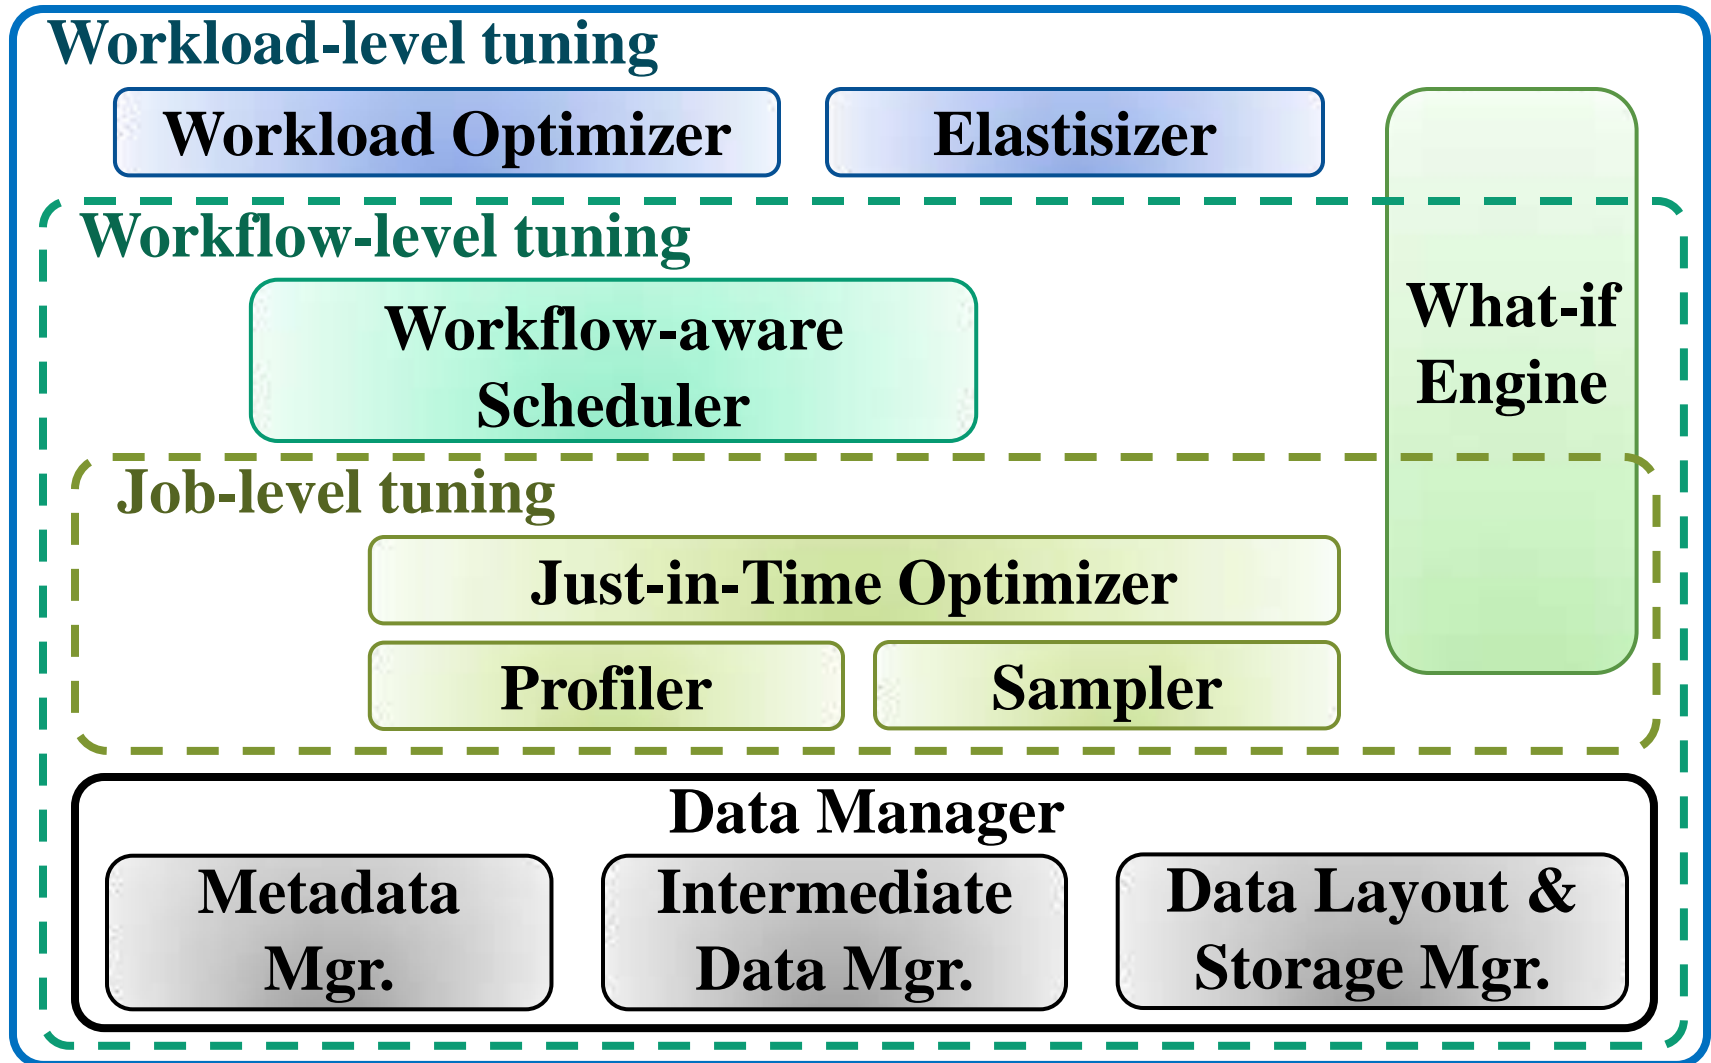 Workload-level tuning
Workload Optimizer
Elastisizer
Workflow-level tuning
Workflow-aware
Scheduler
What-if
Engine
Job-level tuning
Just-in-Time Optimizer
Profiler
Sampler
Data Manager
Metadata
Mgr.
Intermediate
Data Mgr.
Data Layout &
Storage Mgr.